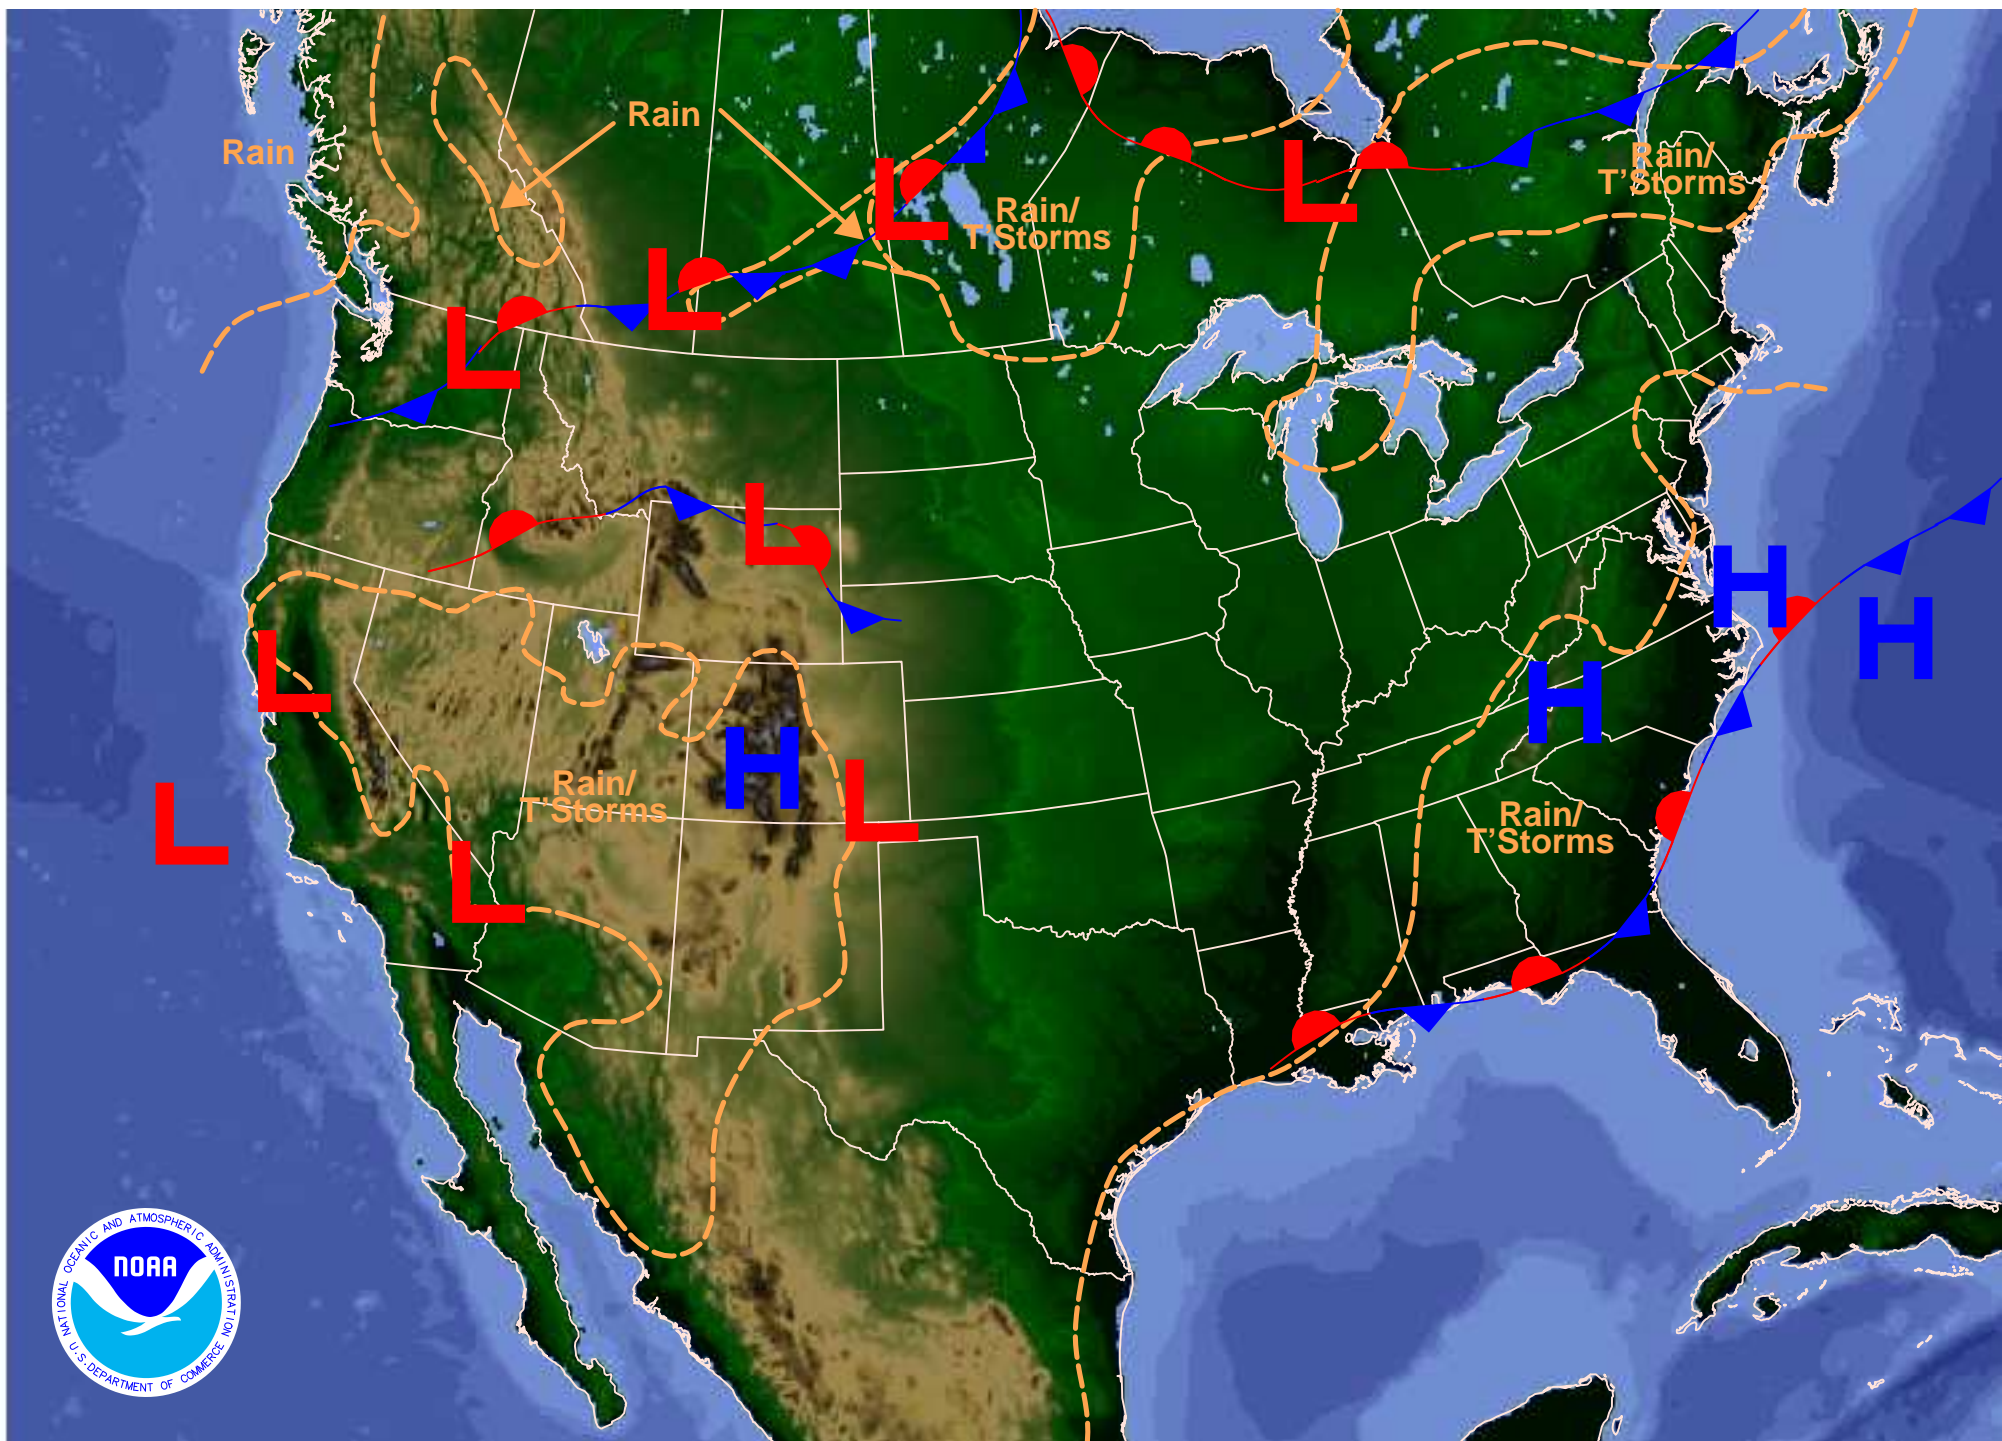 Rain
Rain
Rain/
T'Storms
Rain/
T'Storms
L
L
L
L
L
L
H
H
H
L
H
Rain/
T'Storms
L
L
Rain/
T'Storms
L
NATIONAL OCEANIC AND ATMOSPHERIC ADMINISTRATION
NOAA
U.S. DEPARTMENT OF COMMERCE